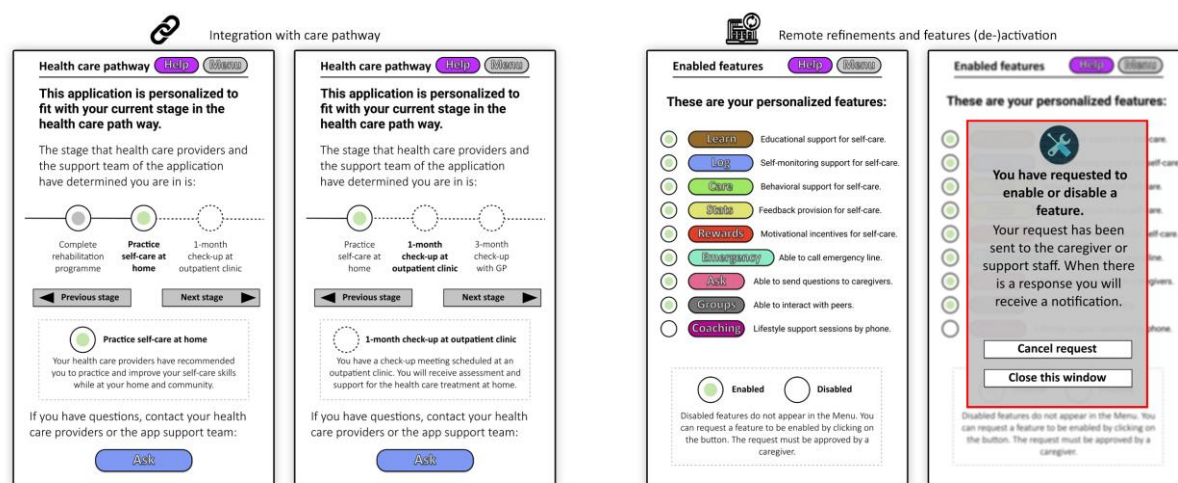 Integration with care pathway
Health care pathway Help Menu
This application is personalized to
fit with your current stage in the
health care path way.
The stage that health care providers and
the support team of the application
have determined you are in is:
Complete
rehabilitation
programme
Practice
self-care at
home
1-month
check-up at
outpatient clinic
Previous stage
Next stage
Practice self-care at home
Your health care providers have recommended
you to practice and improve your self-care skills
while at your home and community.
If you have questions, contact your health
care providers or the app support team:
Ask
Health care pathway Help Menu
This application is personalized to
fit with your current stage in the
health care path way.
The stage that health care providers and
the support team of the application
have determined you are in is:
Practice
self-care at
home
1-month
check-up at
outpatient clinic
3-month
check-up
with GP
Previous stage
Next stage
1-month check-up at outpatient clinic
You have a check-up meeting scheduled at an
outpatient clinic. You will receive assessment and
support for the health care treatment at home.
If you have questions, contact your health
care providers or the app support team:
Ask
Remote refinements and features (de-)activation
Enabled features Help Menu
These are your personalized features:
Learn Educational support for self-care.
Log Self-monitoring support for self-care.
Care Behavioral support for self-care.
Stats Feedback provision for self-care.
Rewards Motivational incentives for self-care.
Emergency Able to call emergency line.
Ask Able to send questions to caregivers.
Groups Able to interact with peers.
Coaching Lifestyle support sessions by phone.
Enabled
Disabled
Disabled features do not appear in the Menu. You
can request a feature to be enabled by clicking on
the button. The request must be approved by a
caregiver.
Enabled features Help Menu
These are your personalized features:
You have requested to
enable or disable a
feature.
Your request has been
sent to the caregiver or
support staff. When there
is a response you will
receive a notification.
Cancel request
Close this window
care.
self-care.
are.
are.
self-care.
line.
givers.
phone.
Disabled features do not appear in the Menu. You
can request a feature to be enabled by clicking on
the button. The request must be approved by a
caregiver.